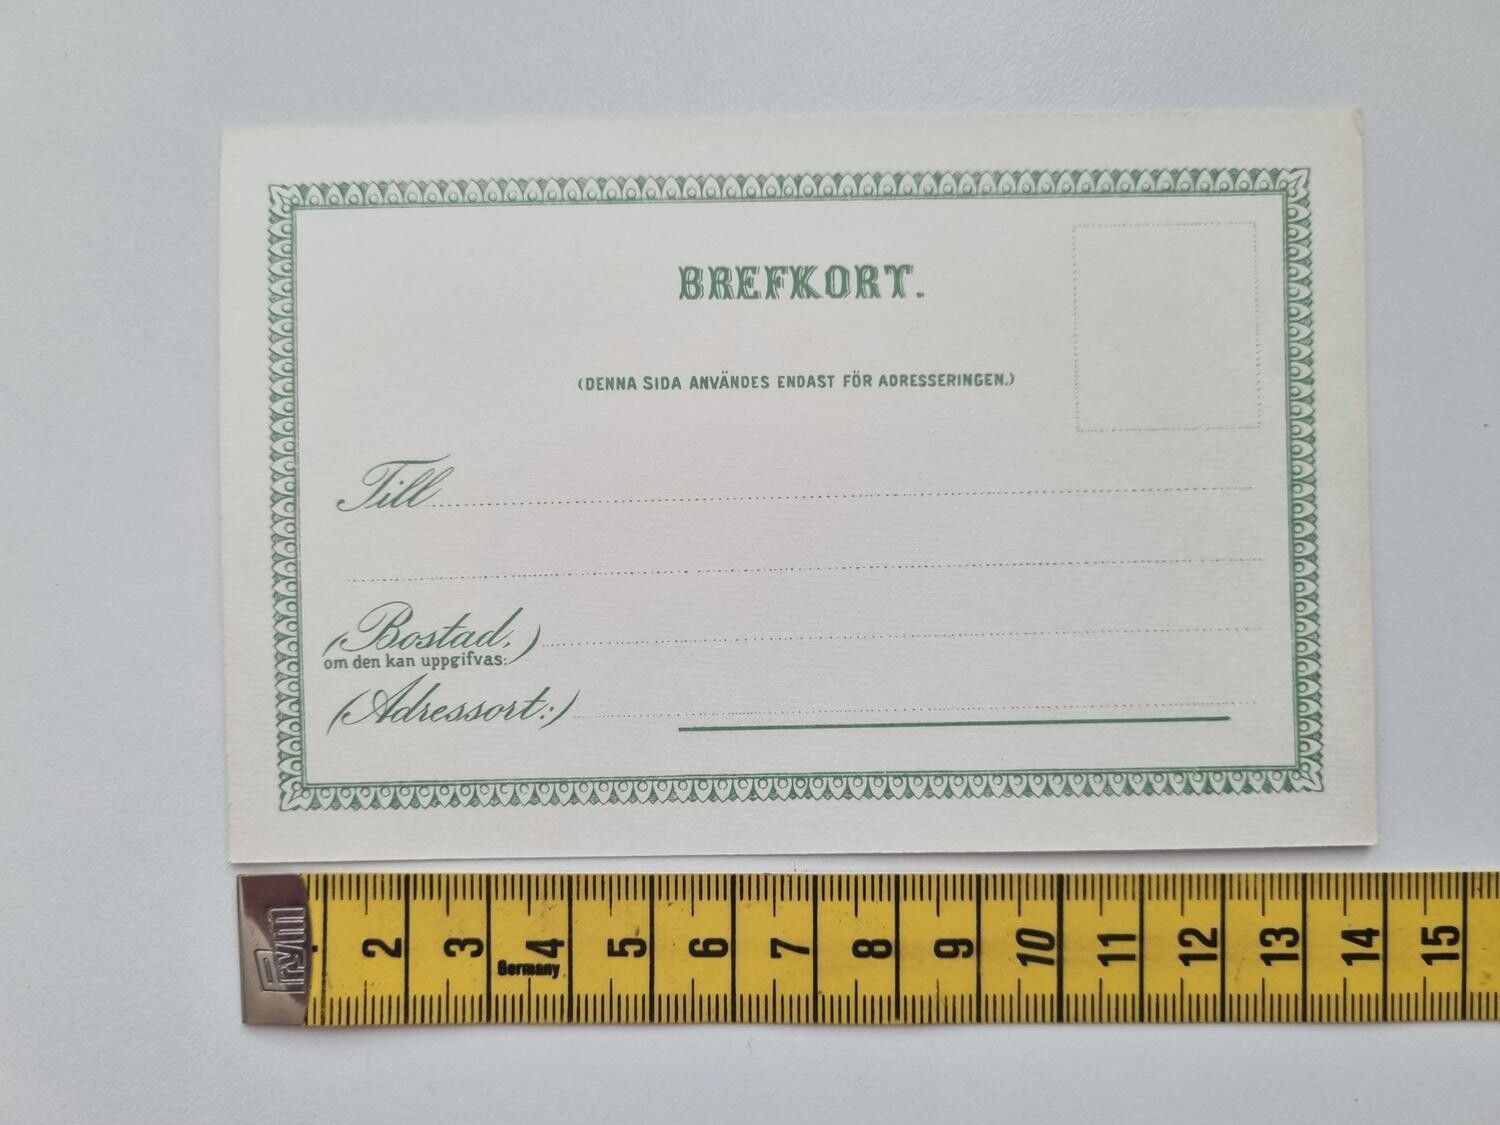 BREFKORT.
(DENNA SIDA ANVÄNDES ENDAST FÖR ADRESSERINGEN.)
Till
(Bostad,)
om den kan uppgifvas:
(Adressort:)
Prym
2 3 4 5 6 7 8 9 10 11 12 13 14 15
Germany